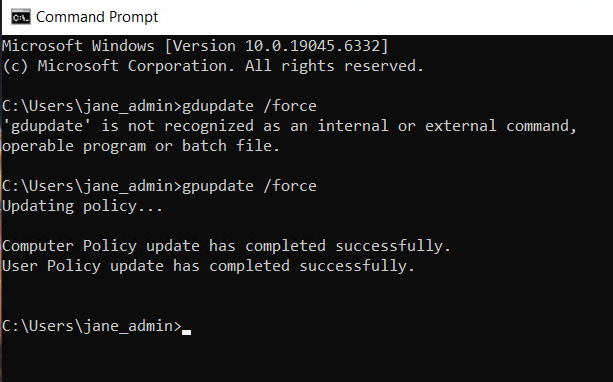 Command Prompt
Microsoft Windows [Version 10.0.19045.6332]
(c) Microsoft Corporation. All rights reserved.
C:\Users\jane_admin>gdupdate /force
'gdupdate' is not recognized as an internal or external command,
operable program or batch file.
C:\Users\jane_admin>gpupdate /force
Updating policy...
Computer Policy update has completed successfully.
User Policy update has completed successfully.
C:\Users\jane_admin>